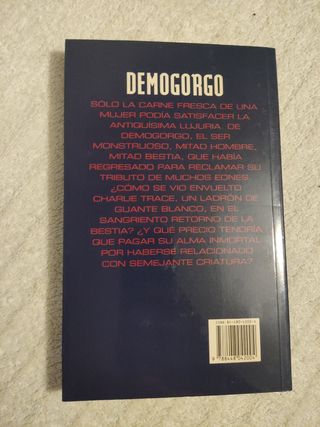 DEMOGORGO
SÓLO LA CARNE FRESCA DE UNA
MUJER PODÍA SATISFACER LA
ANTIQUÍSIMA LUJURIA DE
DEMOGORGO, EL SER
MONSTRUOSO, MITAD HOMBRE,
MITAD BESTIA, QUE HABÍA
REGRESADO PARA RECLAMAR SU
TRIBUTO DE MUCHOS EONES.
¿CÓMO SE VIO ENVUELTO
CHARLIE TRACE, UN LADRÓN DE
GUANTE BLANCO, EN EL
SANGRIENTO RETORNO DE LA
BESTIA? ¿Y QUÉ PRECIO TENDRÍA
QUE PAGAR SU ALMA INMORTAL
POR HABERSE RELACIONADO
CON SEMEJANTE CRIATURA?
9 788448 042004